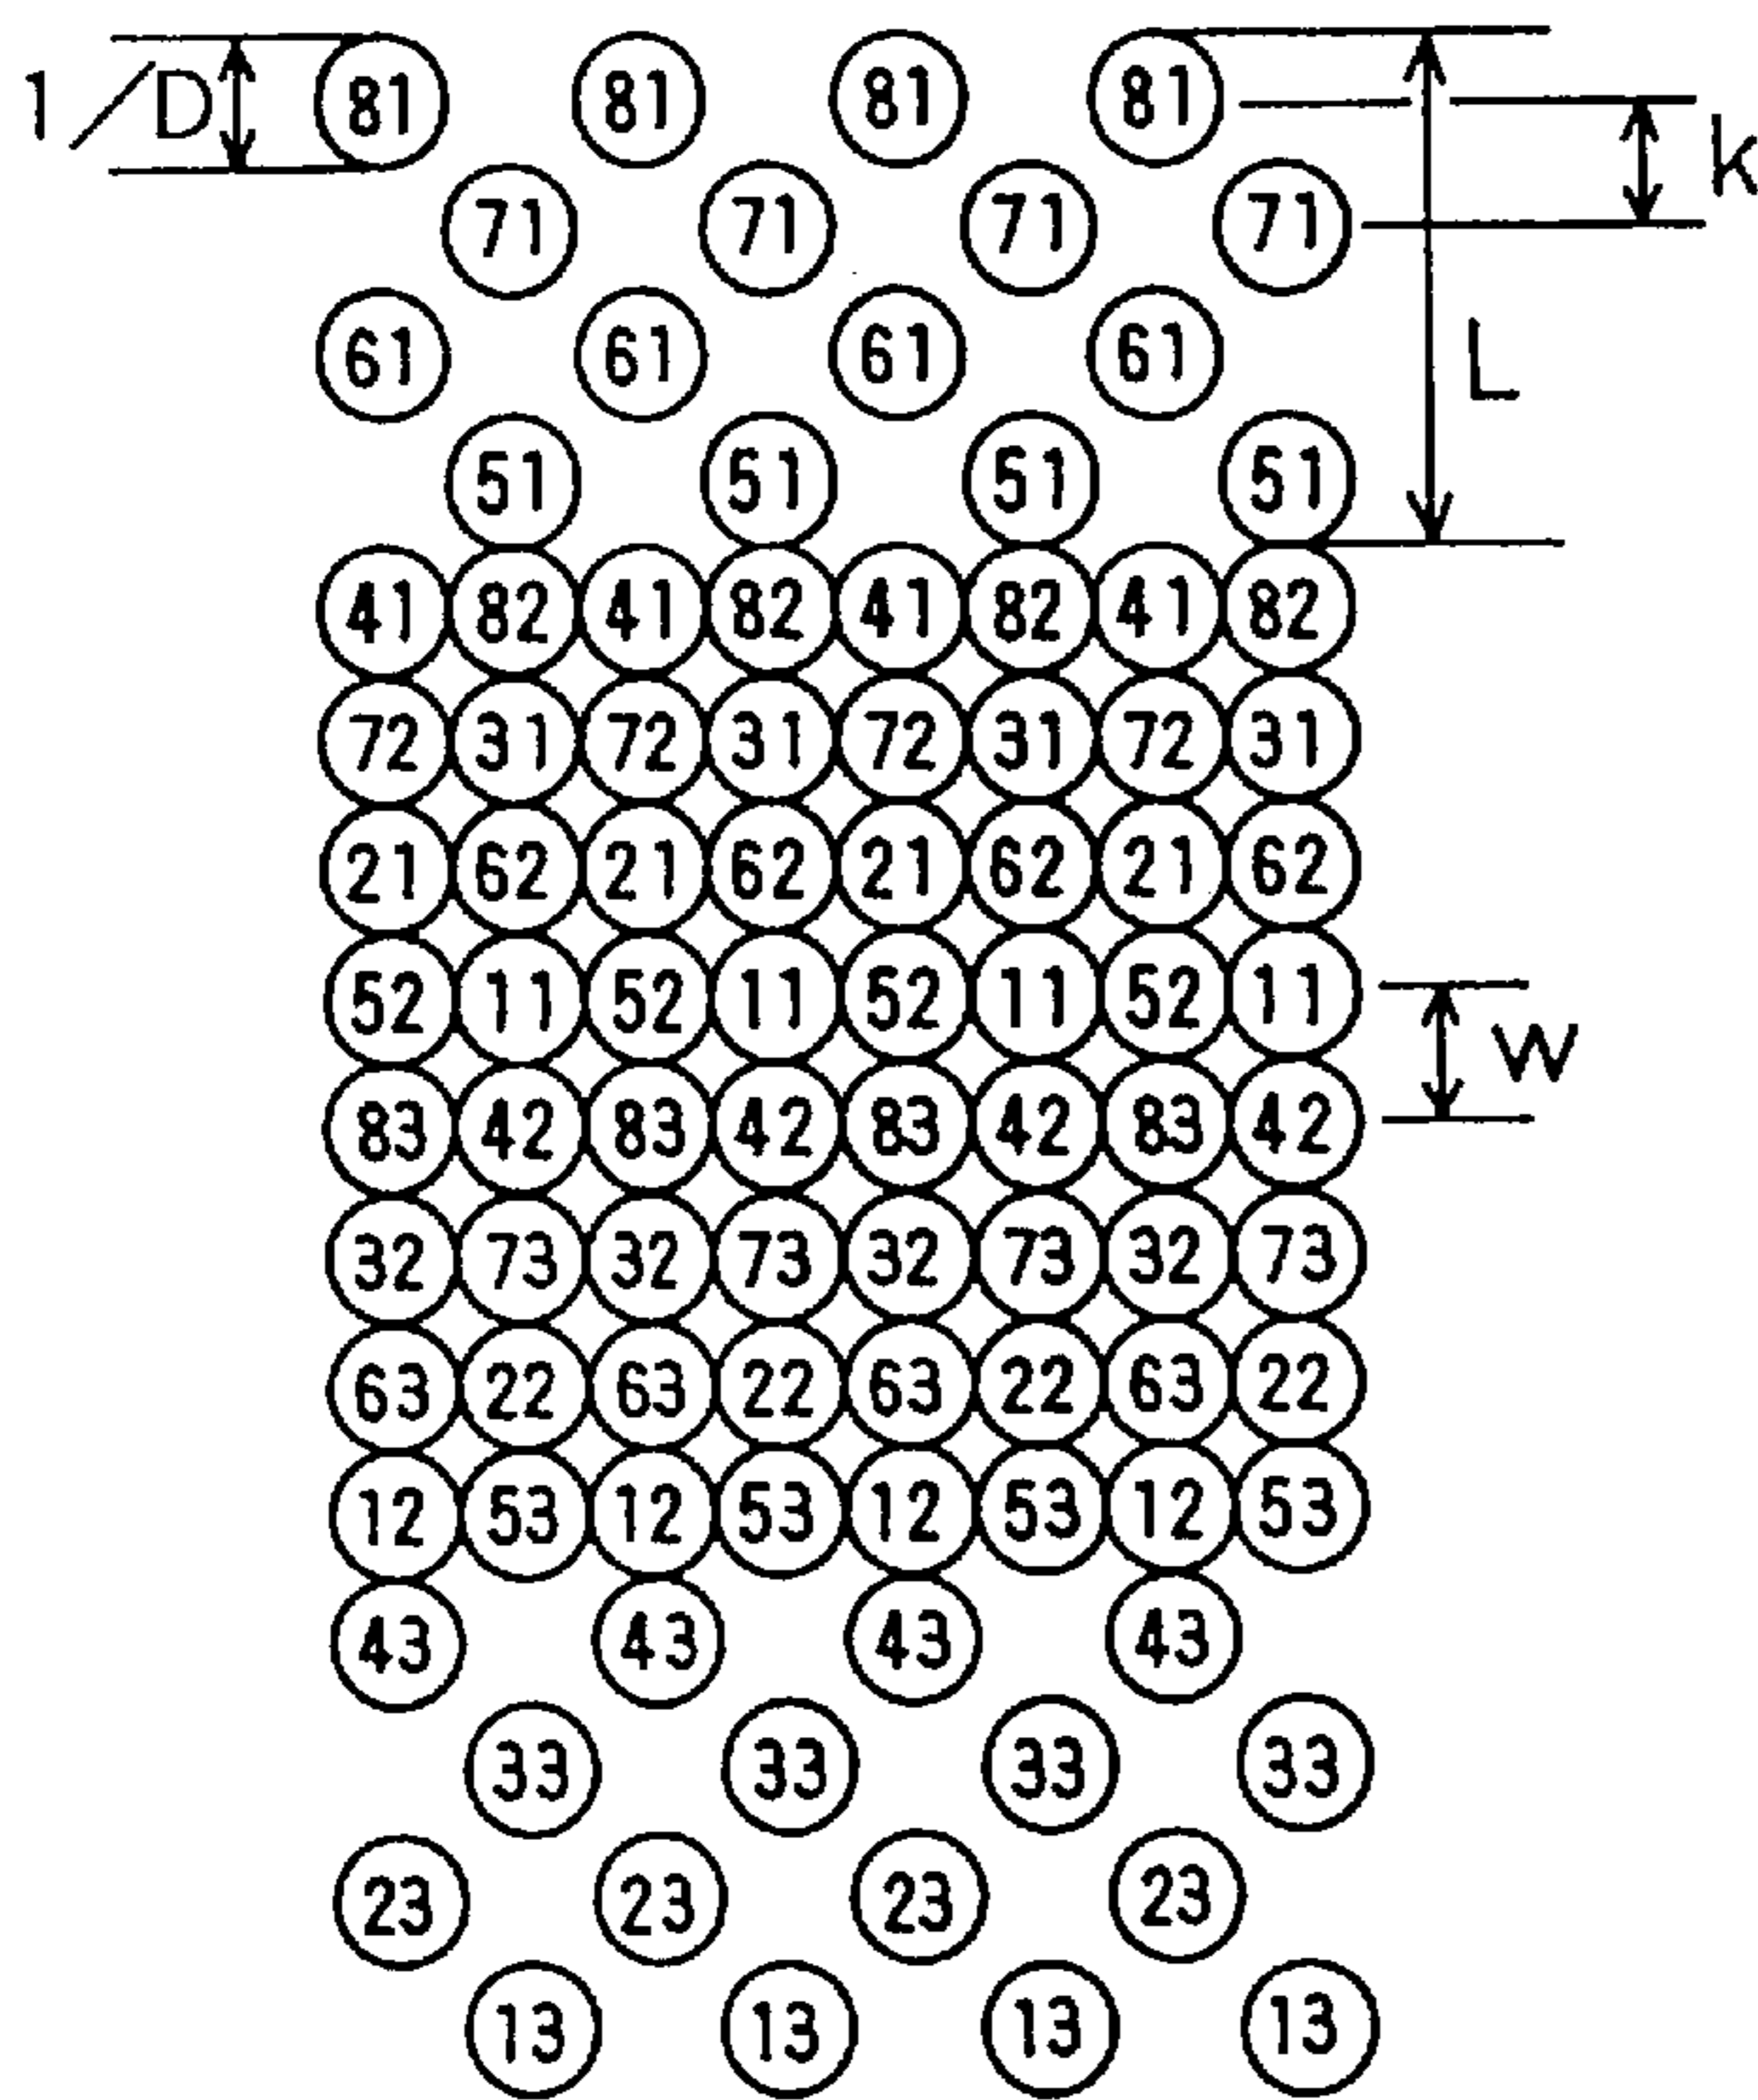 1/D 81 81 81 81
k
71 71 71 71
61 61 61 61 L
51 51 51 51
41 82 41 82 41 82 41 82
72 31 72 31 72 31 72 31
21 62 21 62 21 62 21 62
52 11 52 11 52 11 52 11
W
83 42 83 42 83 42 83 42
32 73 32 73 32 73 32 73
63 22 63 22 63 22 63 22
12 53 12 53 12 53 12 53
43 43 43 43
33 33 33 33
23 23 23 23
13 13 13 13